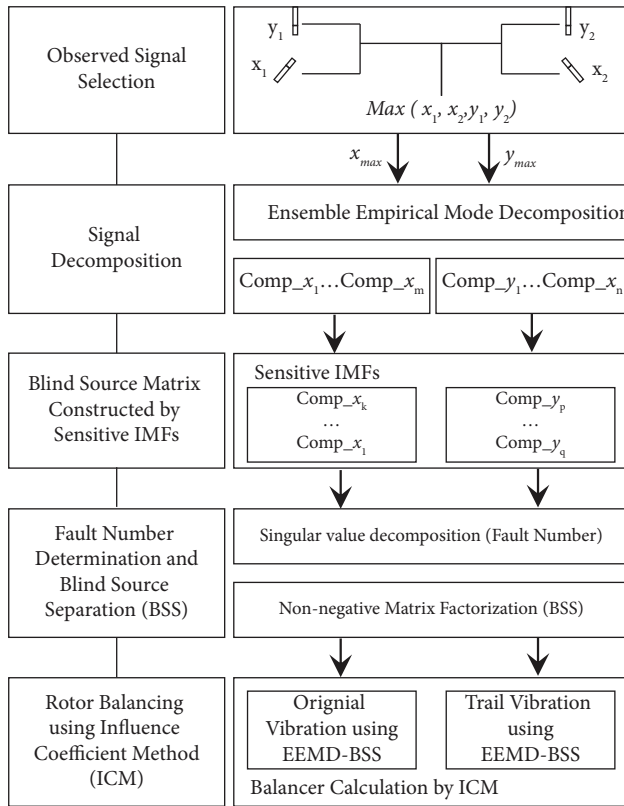 Observed Signal
Selection
y1
y2
x1
x2
Max ( x1, x2,y1, y2)
xmax
ymax
Signal
Decomposition
Ensemble Empirical Mode Decomposition
Comp_x1…Comp_xm
Comp_y1…Comp_xn
Blind Source Matrix
Constructed by
Sensitive IMFs
Sensitive IMFs
Comp_xk
…
Comp_x1
Comp_yp
…
Comp_yq
Fault Number
Determination and
Blind Source
Separation (BSS)
Singular value decomposition (Fault Number)
Non-negative Matrix Factorization (BSS)
Rotor Balancing
using Influence
Coefficient Method
(ICM)
Orignial
Vibration using
EEMD-BSS
Trail Vibration
using
EEMD-BSS
Balancer Calculation by ICM